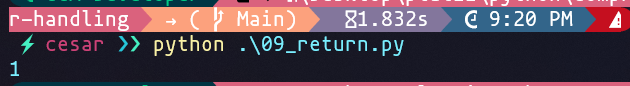 r-handling → ( Main) 1.832s 9:20 PM
cesar ❯❯ python .\09_return.py
1